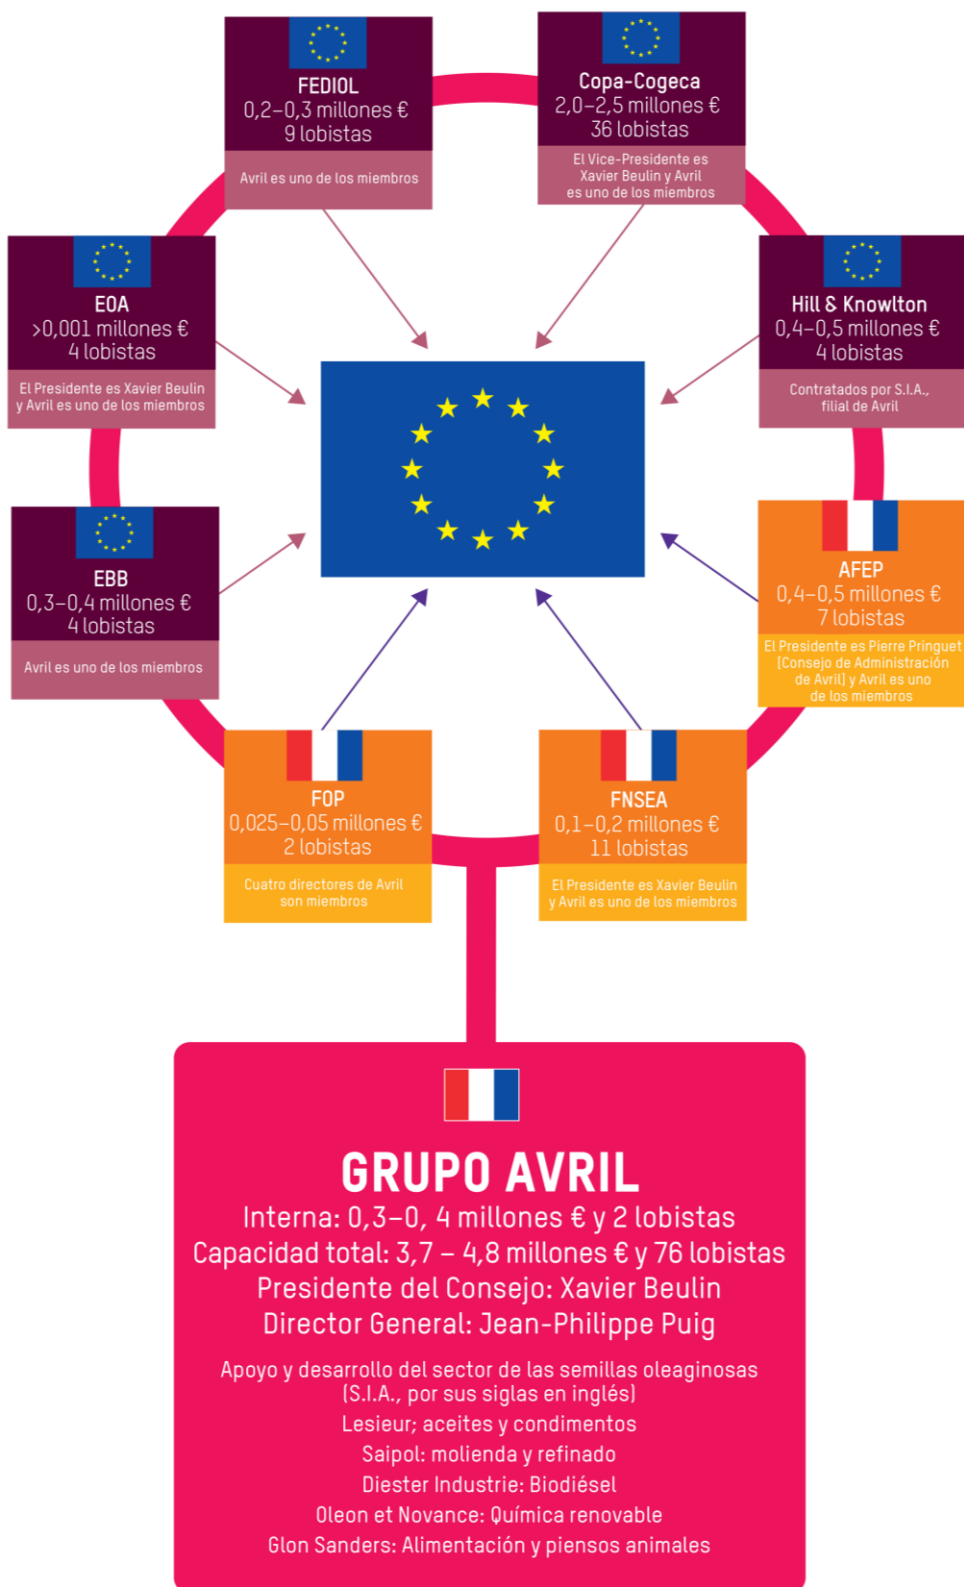 FEDIOL
0,2–0,3 millones €
9 lobistas
Avril es uno de los miembros
Copa-Cogeca
2,0–2,5 millones €
36 lobistas
El Vice-Presidente es
Xavier Beulin y Avril
es uno de los miembros
EOA
>0,001 millones €
4 lobistas
El Presidente es Xavier Beulin
y Avril es uno de los miembros
Hill & Knowlton
0,4–0,5 millones €
4 lobistas
Contratados por S.I.A.,
filial de Avril
EBB
0,3–0,4 millones €
4 lobistas
Avril es uno de los miembros
AFEP
0,4–0,5 millones €
7 lobistas
El Presidente es Pierre Pringuet
(Consejo de Administración
de Avril) y Avril es uno
de los miembros
FOP
0,025–0,05 millones €
2 lobistas
Cuatro directores de Avril
son miembros
FNSEA
0,1–0,2 millones €
11 lobistas
El Presidente es Xavier Beulin
y Avril es uno de los miembros
GRUPO AVRIL
Interna: 0,3–0, 4 millones € y 2 lobistas
Capacidad total: 3,7 – 4,8 millones € y 76 lobistas
Presidente del Consejo: Xavier Beulin
Director General: Jean-Philippe Puig
Apoyo y desarrollo del sector de las semillas oleaginosas
(S.I.A., por sus siglas en inglés)
Lesieur; aceites y condimentos
Saipol: molienda y refinado
Diester Industrie: Biodiésel
Oleon et Novance: Química renovable
Glon Sanders: Alimentación y piensos animales